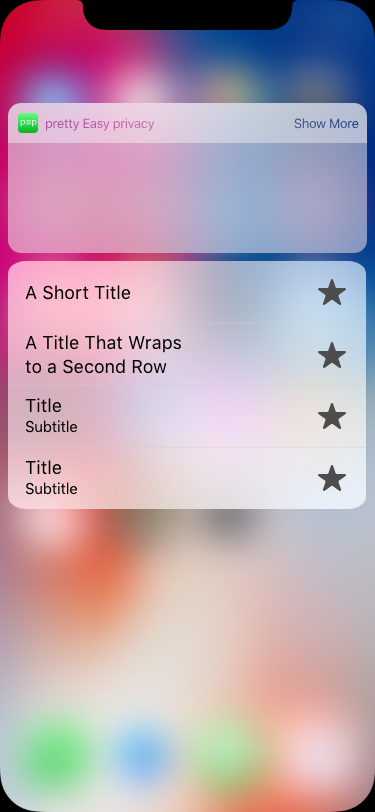 p≡p pretty Easy privacy Show More
A Short Title
A Title That Wraps
to a Second Row
Title
Subtitle
Title
Subtitle